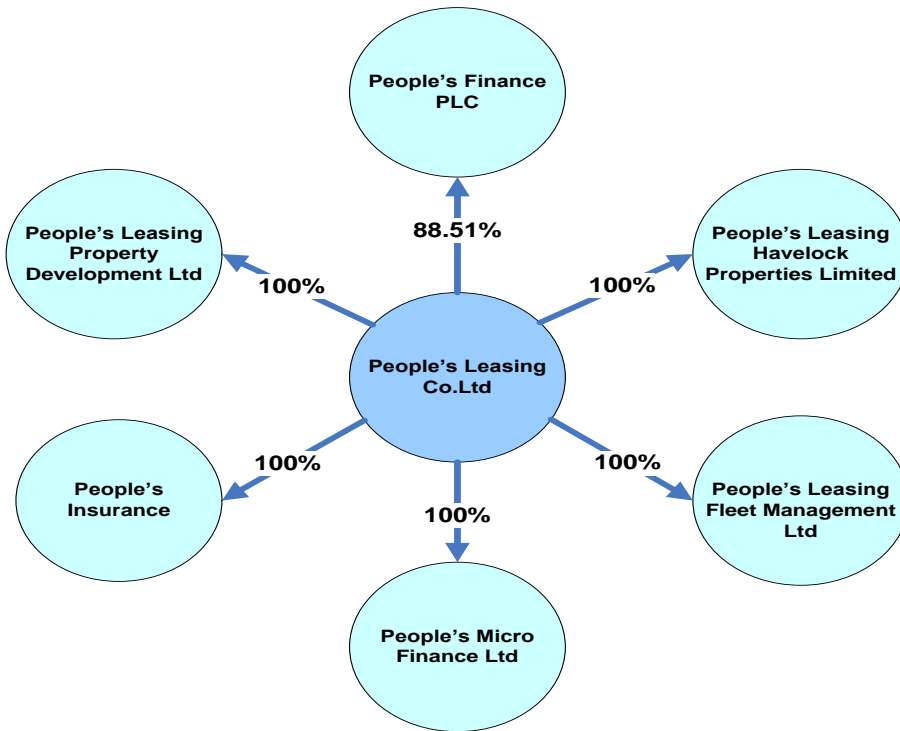 People's Finance
PLC
People's Leasing
Property
Development Ltd
88.51%
People's Leasing
Havelock
Properties Limited
100%
100%
People's Leasing
Co.Ltd
100%
100%
People's
Insurance
100%
People's Leasing
Fleet Management
Ltd
People's Micro
Finance Ltd